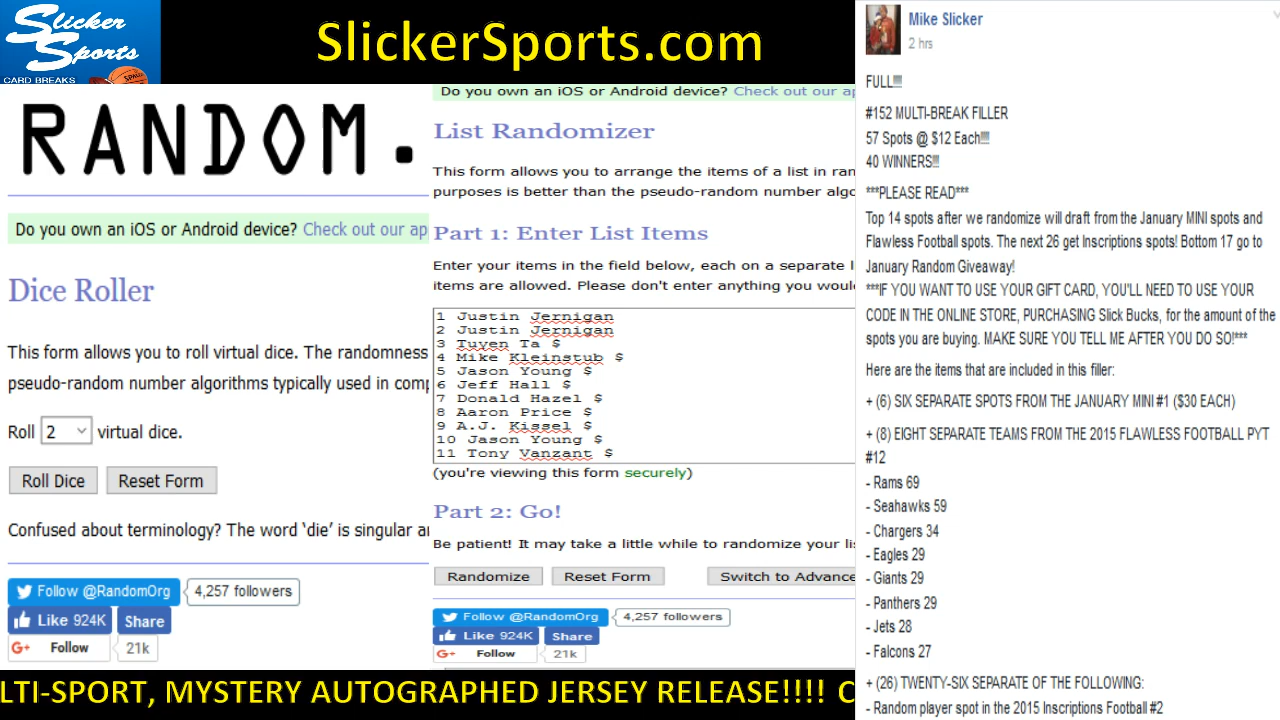 Slicker
Sports
CARD BREAKS
SlickerSports.com
RANDOM.
Do you own an iOS or Android device? Check out our ap
Dice Roller
This form allows you to roll virtual dice. The randomness
pseudo-random number algorithms typically used in comp
Roll 2 virtual dice.
Roll Dice Reset Form
Confused about terminology? The word ‘die’ is singular a
Follow @RandomOrg 4,257 followers
Like 924K Share
G+ Follow 21k
Do you own an iOS or Android device? Check out our ap
List Randomizer
This form allows you to arrange the items of a list in ran
purposes is better than the pseudo-random number algo
Part 1: Enter List Items
Enter your items in the field below, each on a separate l
items are allowed. Please don't enter anything you woul
1 Justin Jernigan
2 Justin Jernigan
3 Tuyen Ta $
4 Mike Kleinstub $
5 Jason Young $
6 Jeff Hall $
7 Donald Hazel $
8 Aaron Price $
9 A.J. Kissel $
10 Jason Young $
11 Tony Vanzant $
(you're viewing this form securely)
Part 2: Go!
Be patient! It may take a little while to randomize your lis
Randomize Reset Form Switch to Advance
Follow @RandomOrg 4,257 followers
Like 924K Share
G+ Follow 21k
Mike Slicker
2 hrs
FULL!!!!
#152 MULTI-BREAK FILLER
57 Spots @ $12 Each!!!!
40 WINNERS!!!
***PLEASE READ***
Top 14 spots after we randomize will draft from the January MINI spots and
Flawless Football spots. The next 26 get Inscriptions spots! Bottom 17 go to
January Random Giveaway!
***IF YOU WANT TO USE YOUR GIFT CARD, YOU'LL NEED TO USE YOUR
CODE IN THE ONLINE STORE, PURCHASING Slick Bucks, for the amount of the
spots you are buying. MAKE SURE YOU TELL ME AFTER YOU DO SO!***
Here are the items that are included in this filler:
+ (6) SIX SEPARATE SPOTS FROM THE JANUARY MINI #1 ($30 EACH)
+ (8) EIGHT SEPARATE TEAMS FROM THE 2015 FLAWLESS FOOTBALL PYT
#12
- Rams 69
- Seahawks 59
- Chargers 34
- Eagles 29
- Giants 29
- Panthers 29
- Jets 28
- Falcons 27
+ (26) TWENTY-SIX SEPARATE OF THE FOLLOWING:
- Random player spot in the 2015 Inscriptions Football #2
LTI-SPORT, MYSTERY AUTOGRAPHED JERSEY RELEASE!!!! C